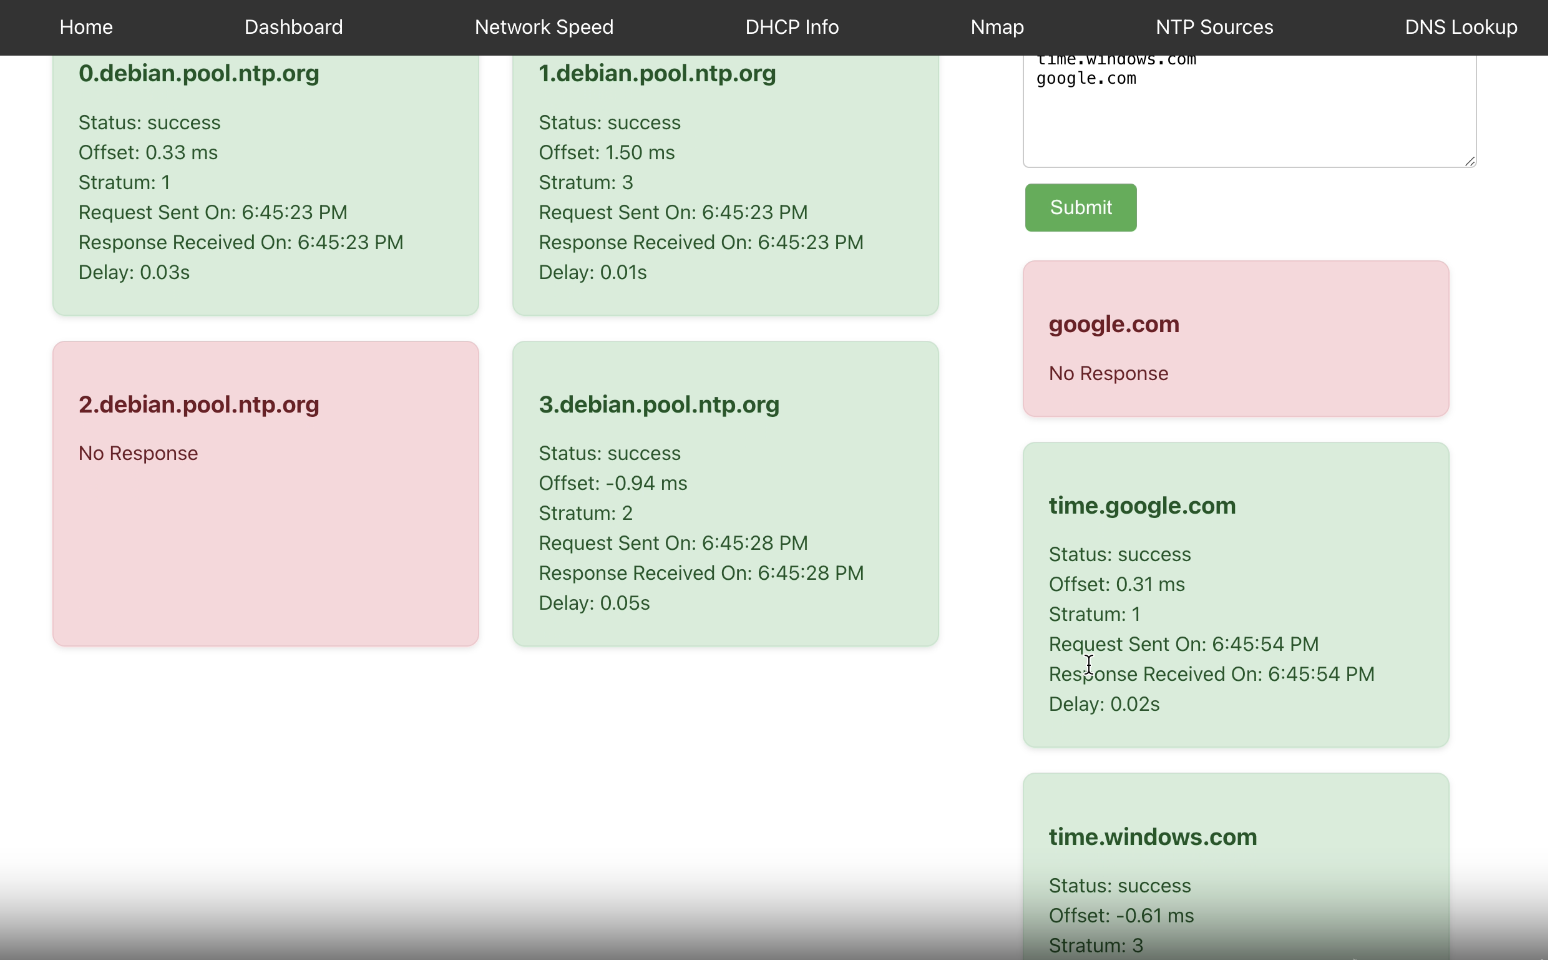 Home
Dashboard
Network Speed
DHCP Info
Nmap
NTP Sources
DNS Lookup
0.debian.pool.ntp.org
Status: success
Offset: 0.33 ms
Stratum: 1
Request Sent On: 6:45:23 PM
Response Received On: 6:45:23 PM
Delay: 0.03s
1.debian.pool.ntp.org
Status: success
Offset: 1.50 ms
Stratum: 3
Request Sent On: 6:45:23 PM
Response Received On: 6:45:23 PM
Delay: 0.01s
2.debian.pool.ntp.org
No Response
3.debian.pool.ntp.org
Status: success
Offset: -0.94 ms
Stratum: 2
Request Sent On: 6:45:28 PM
Response Received On: 6:45:28 PM
Delay: 0.05s
time.windows.com
google.com
Submit
google.com
No Response
time.google.com
Status: success
Offset: 0.31 ms
Stratum: 1
Request Sent On: 6:45:54 PM
Response Received On: 6:45:54 PM
Delay: 0.02s
time.windows.com
Status: success
Offset: -0.61 ms
Stratum: 3